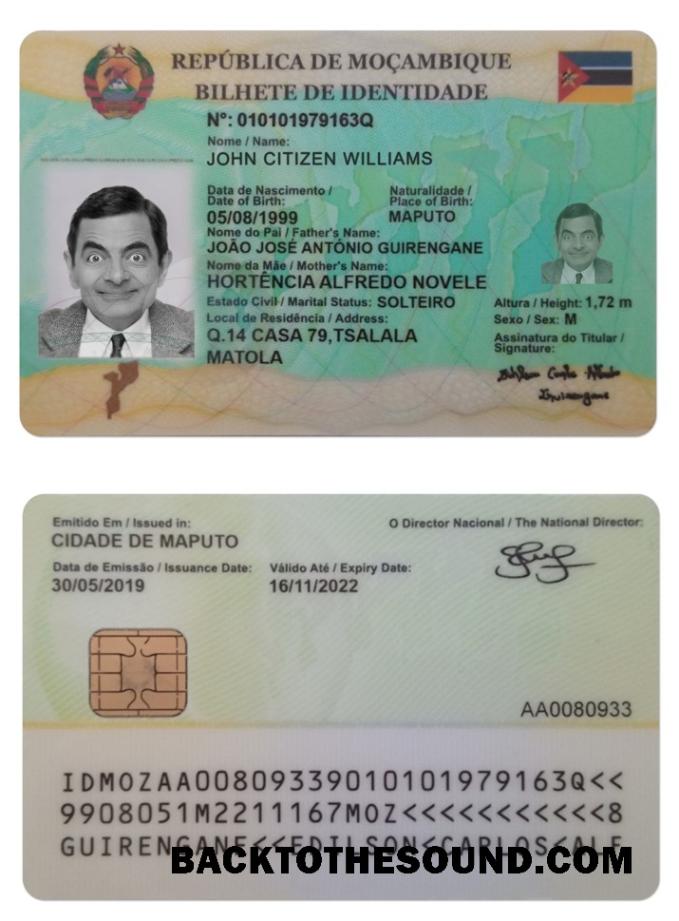 REPÚBLICA DE MOÇAMBIQUE
BILHETE DE IDENTIDADE
Nº: 010101979163Q
Nome / Name:
JOHN CITIZEN WILLIAMS
Data de Nascimento / Naturalidade /
Date of Birth: Place of Birth:
05/08/1999 MAPUTO
Nome do Pai / Father's Name:
JOÃO JOSÉ ANTÓNIO GUIRENGANE
Nome da Mãe / Mother's Name:
HORTÊNCIA ALFREDO NOVELE
Estado Civil / Marital Status: SOLTEIRO Altura / Height: 1,72 m
Local de Residência / Address: Sexo / Sex: M
Q.14 CASA 79,TSALALA Assinatura do Titular /
Signature:
MATOLA
Emitido Em / Issued in: O Director Nacional / The National Director:
CIDADE DE MAPUTO
Data de Emissão / Issuance Date: Válido Até / Expiry Date:
30/05/2019 16/11/2022
AA0080933
IDMOZAA00809339010101979163Q<<
9908051M2211167MOZ<<<<<<<<<<<8
GUIRENGANE<<EDILSON<CARLOS<ALF
BACKTOTHESOUND.COM